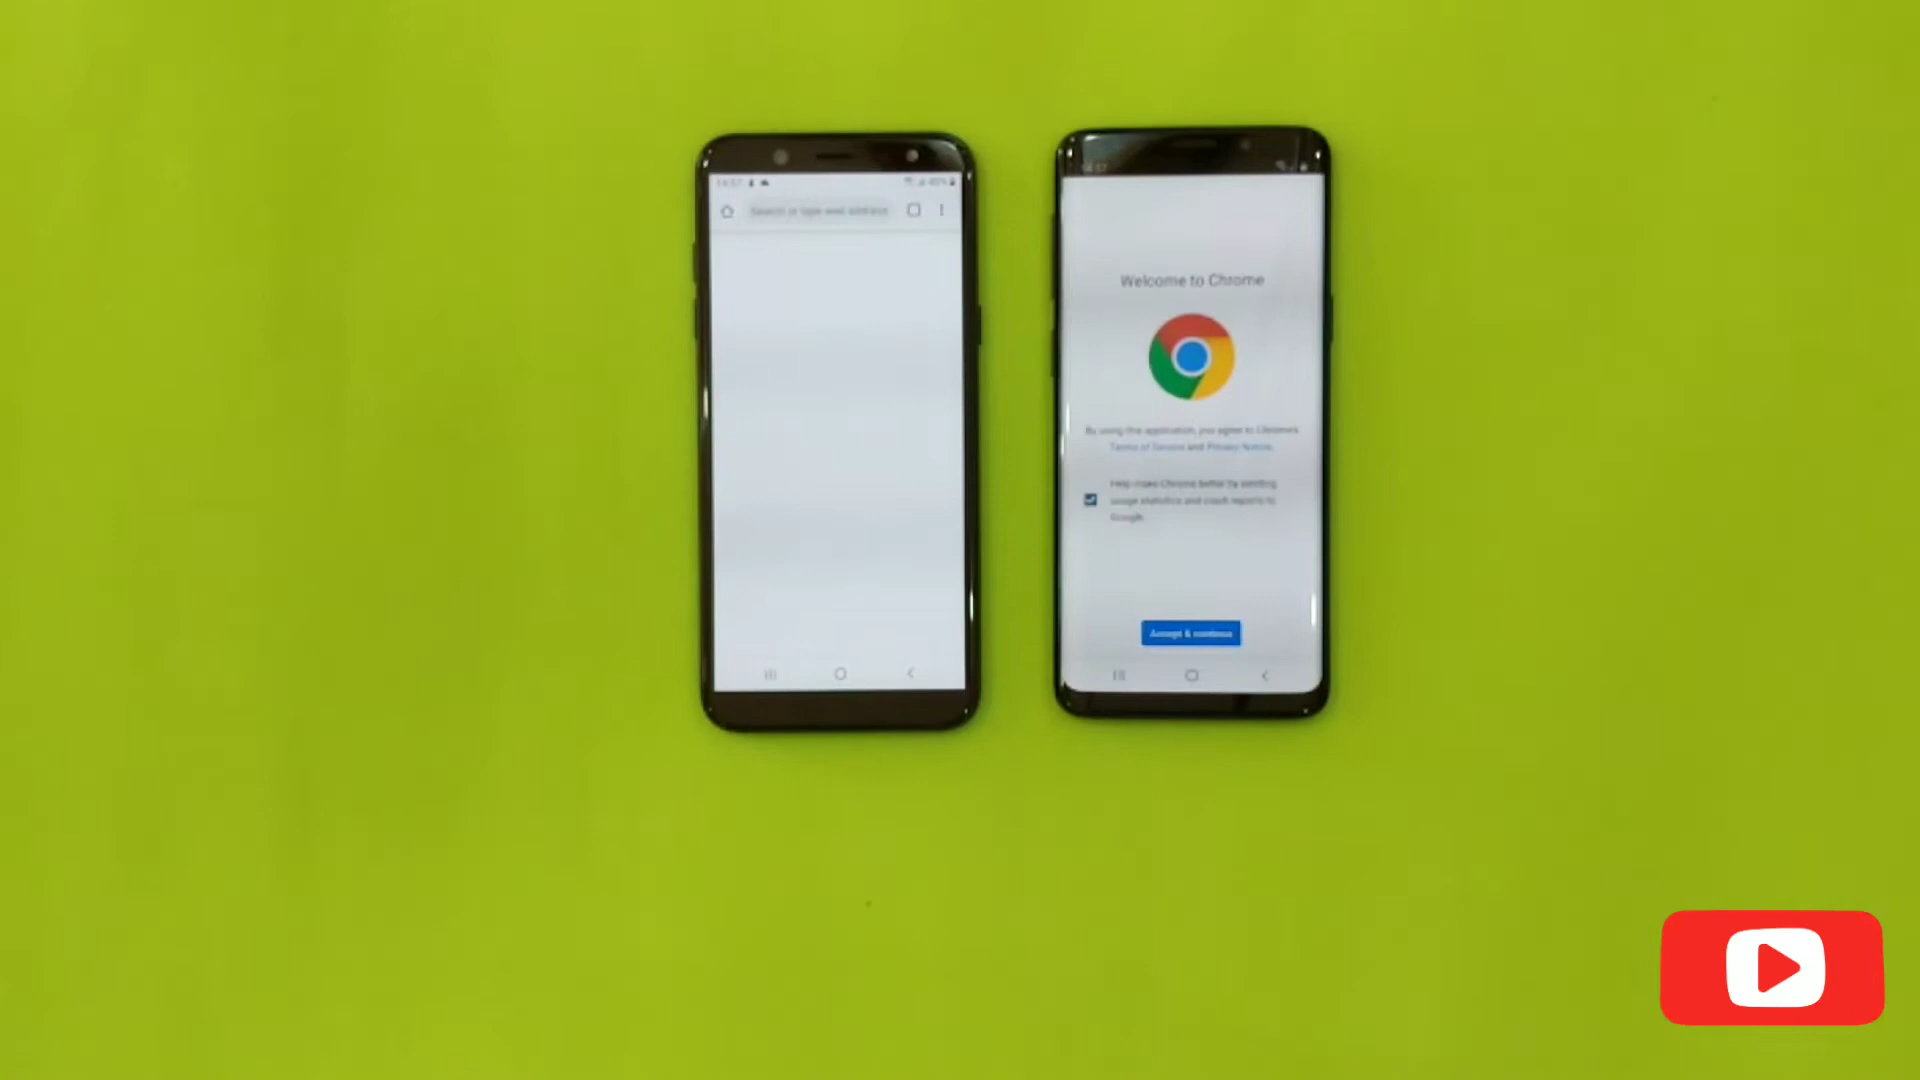 Search or type web address
Welcome to Chrome
By using this application, you agree to Chrome's
Terms of Service and Privacy Notice.
Help make Chrome better by sending
usage statistics and crash reports to
Google.
Accept & continue